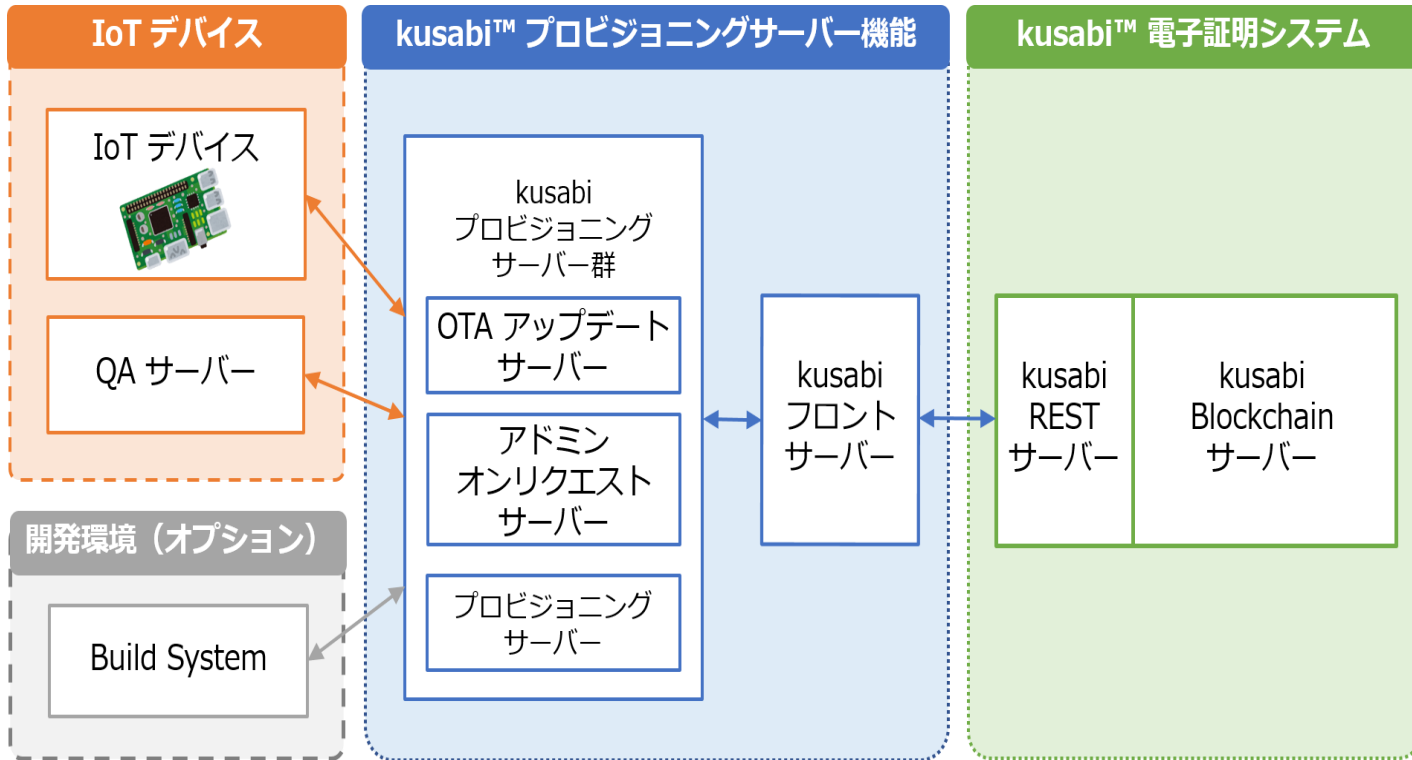 IoT デバイス
IoT デバイス
QA サーバー
開発環境（オプション）
Build System
kusabi™ プロビジョニングサーバー機能
kusabi
プロビジョニング
サーバー群
OTA アップデート
サーバー
アドミン
オンリクエスト
サーバー
プロビジョニング
サーバー
kusabi
フロント
サーバー
kusabi™ 電子証明システム
kusabi
REST
サーバー
kusabi
Blockchain
サーバー